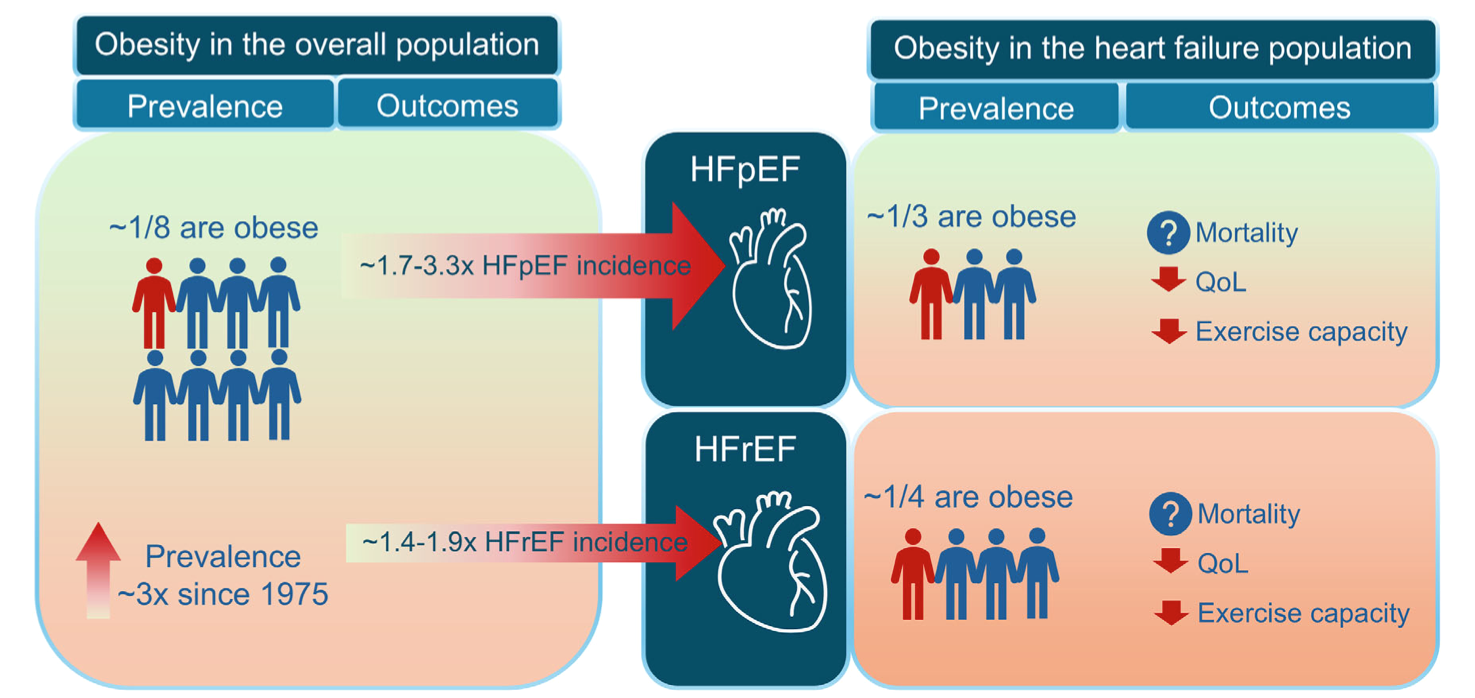 Obesity in the overall population
Prevalence
Outcomes
~1/8 are obese
~1.7-3.3x HFpEF incidence
Prevalence
~3x since 1975
~1.4-1.9x HFrEF incidence
HFpEF
HFrEF
Obesity in the heart failure population
Prevalence
Outcomes
~1/3 are obese
? Mortality
QoL
Exercise capacity
~1/4 are obese
? Mortality
QoL
Exercise capacity